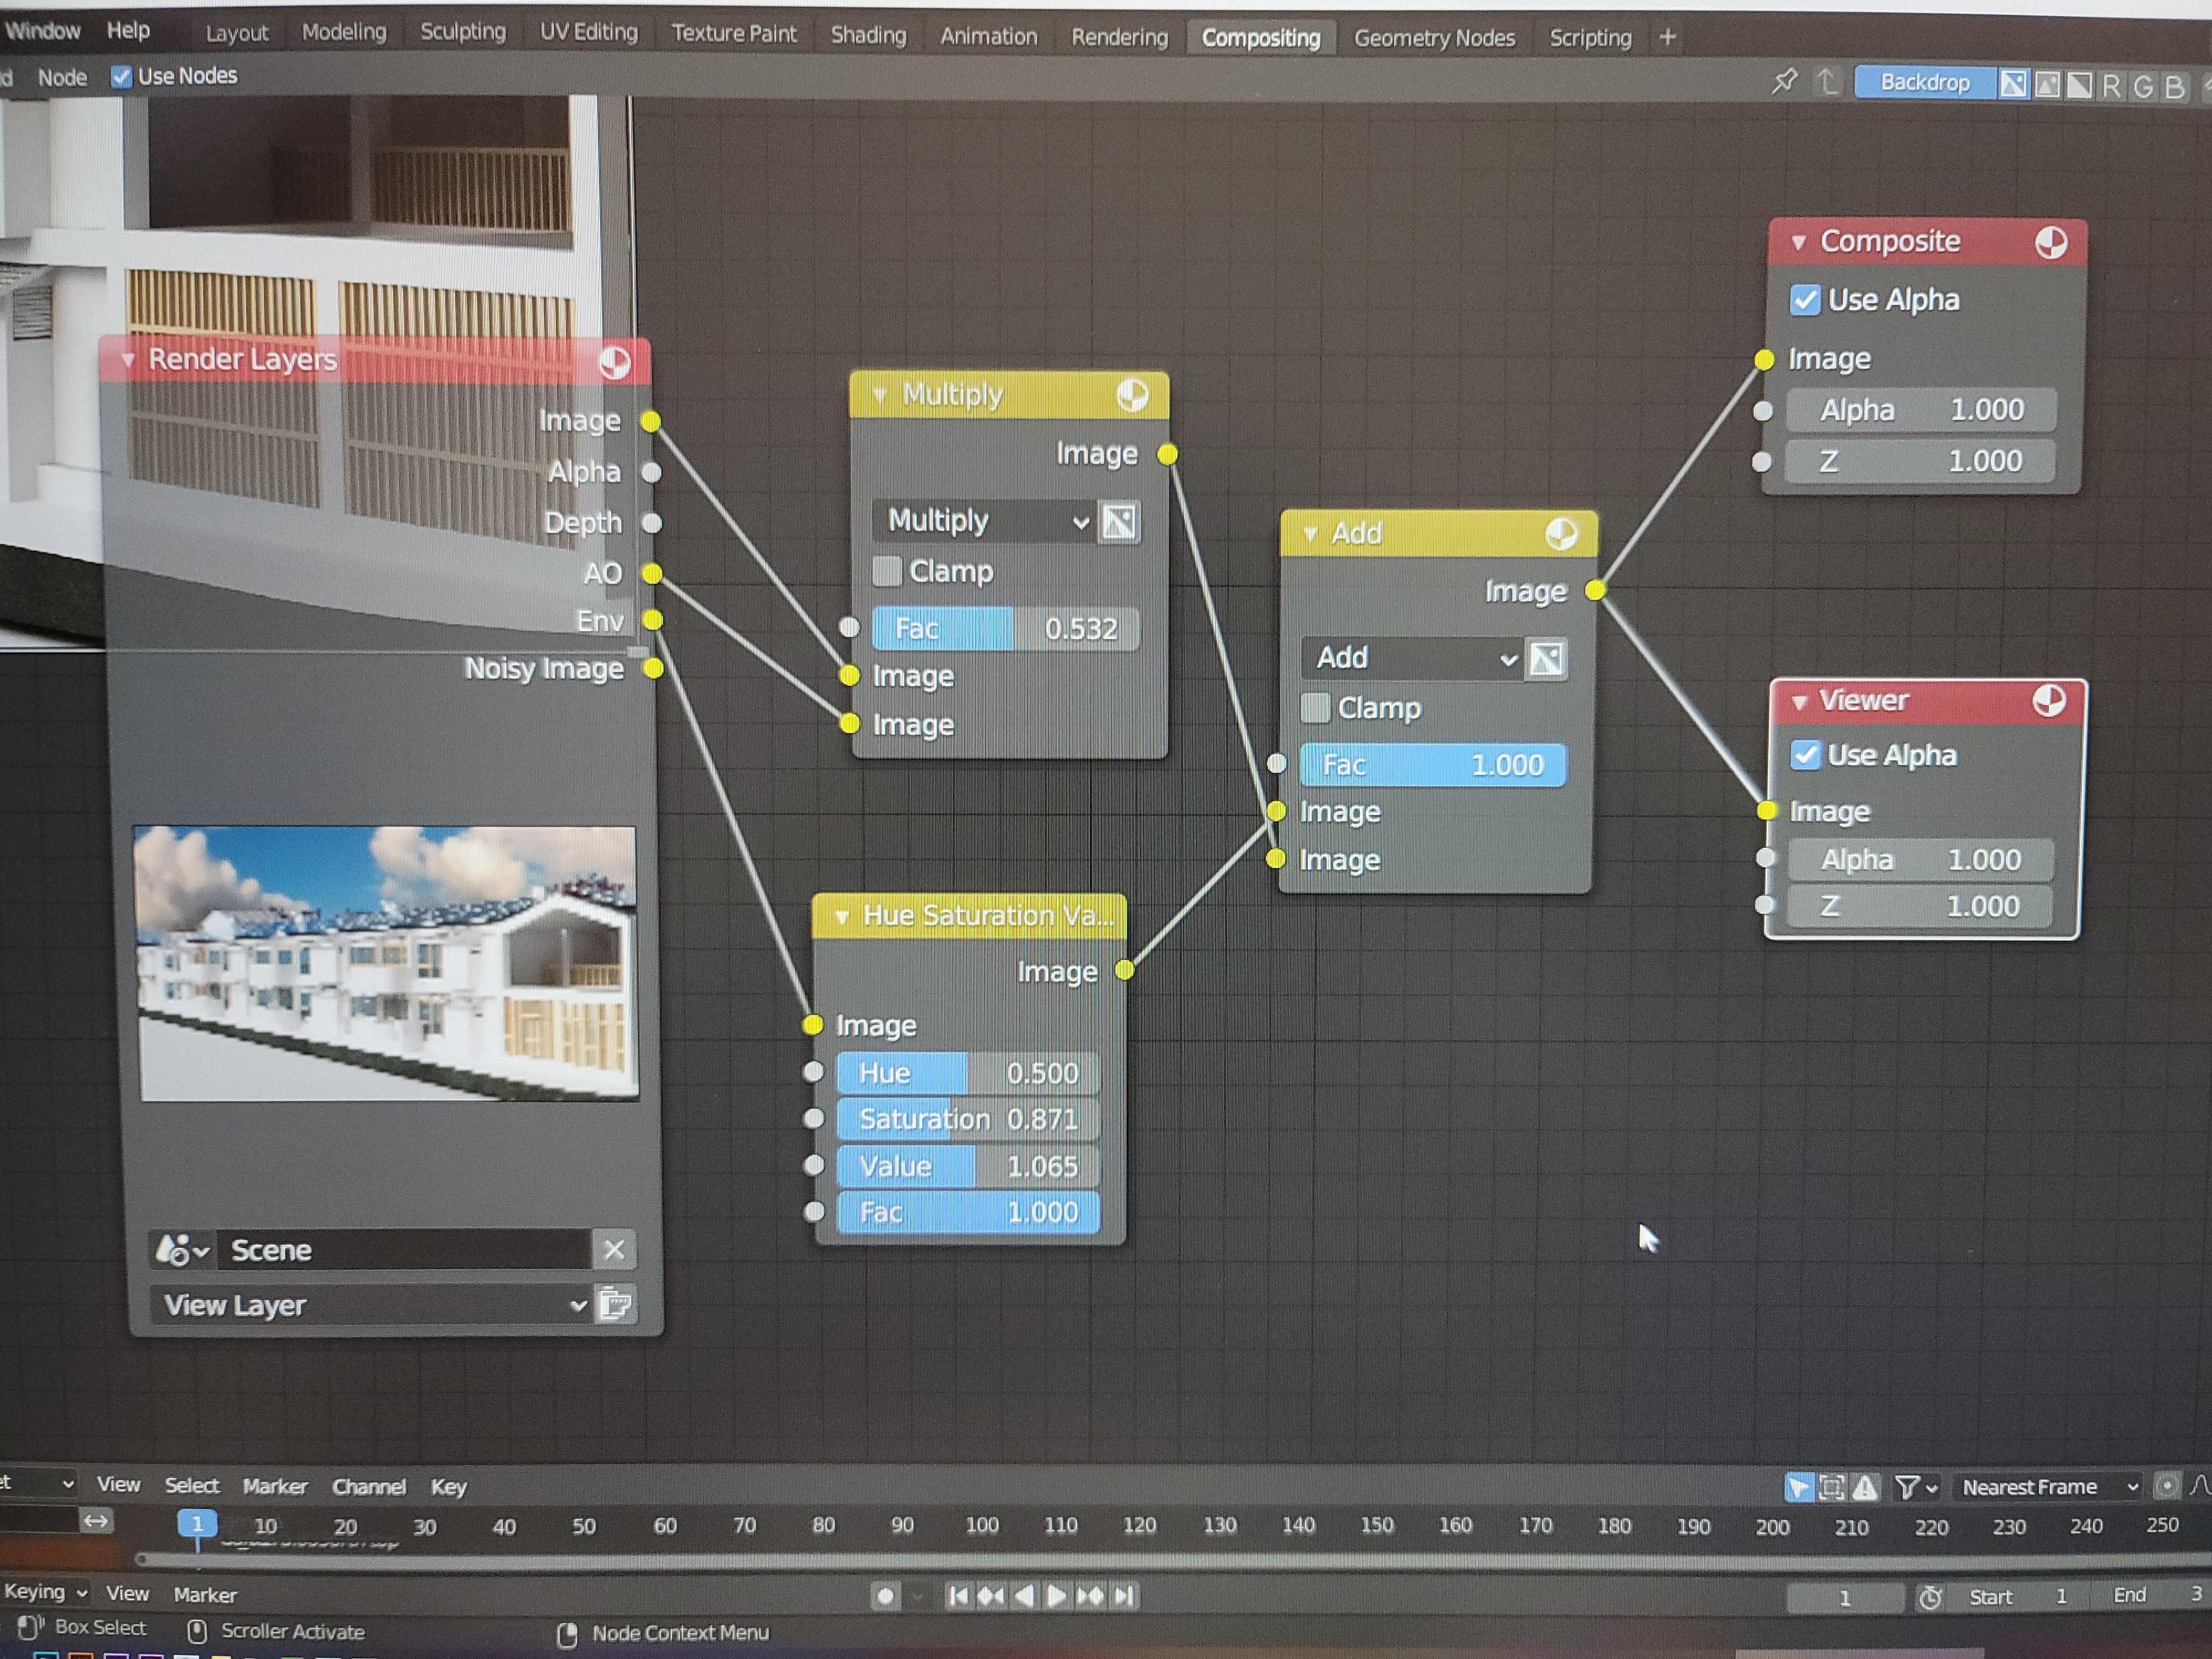 Window Help Layout Modeling Sculpting UV Editing Texture Paint Shading Animation Rendering Compositing Geometry Nodes Scripting +
Node Use Nodes Backdrop R G B
Render Layers
Image
Alpha
Depth
AO
Env
Noisy Image
Scene
View Layer
Multiply
Image
Multiply
Clamp
Fac 0.532
Image
Image
Hue Saturation Va...
Image
Image
Hue 0.500
Saturation 0.871
Value 1.065
Fac 1.000
Add
Image
Add
Clamp
Fac 1.000
Image
Image
Composite
Use Alpha
Image
Alpha 1.000
Z 1.000
Viewer
Use Alpha
Image
Alpha 1.000
Z 1.000
View Select Marker Channel Key Nearest Frame
1 10 20 30 40 50 60 70 80 90 100 110 120 130 140 150 160 170 180 190 200 210 220 230 240 250
Keying View Marker 1 Start 1 End 3
Box Select Scroller Activate Node Context Menu